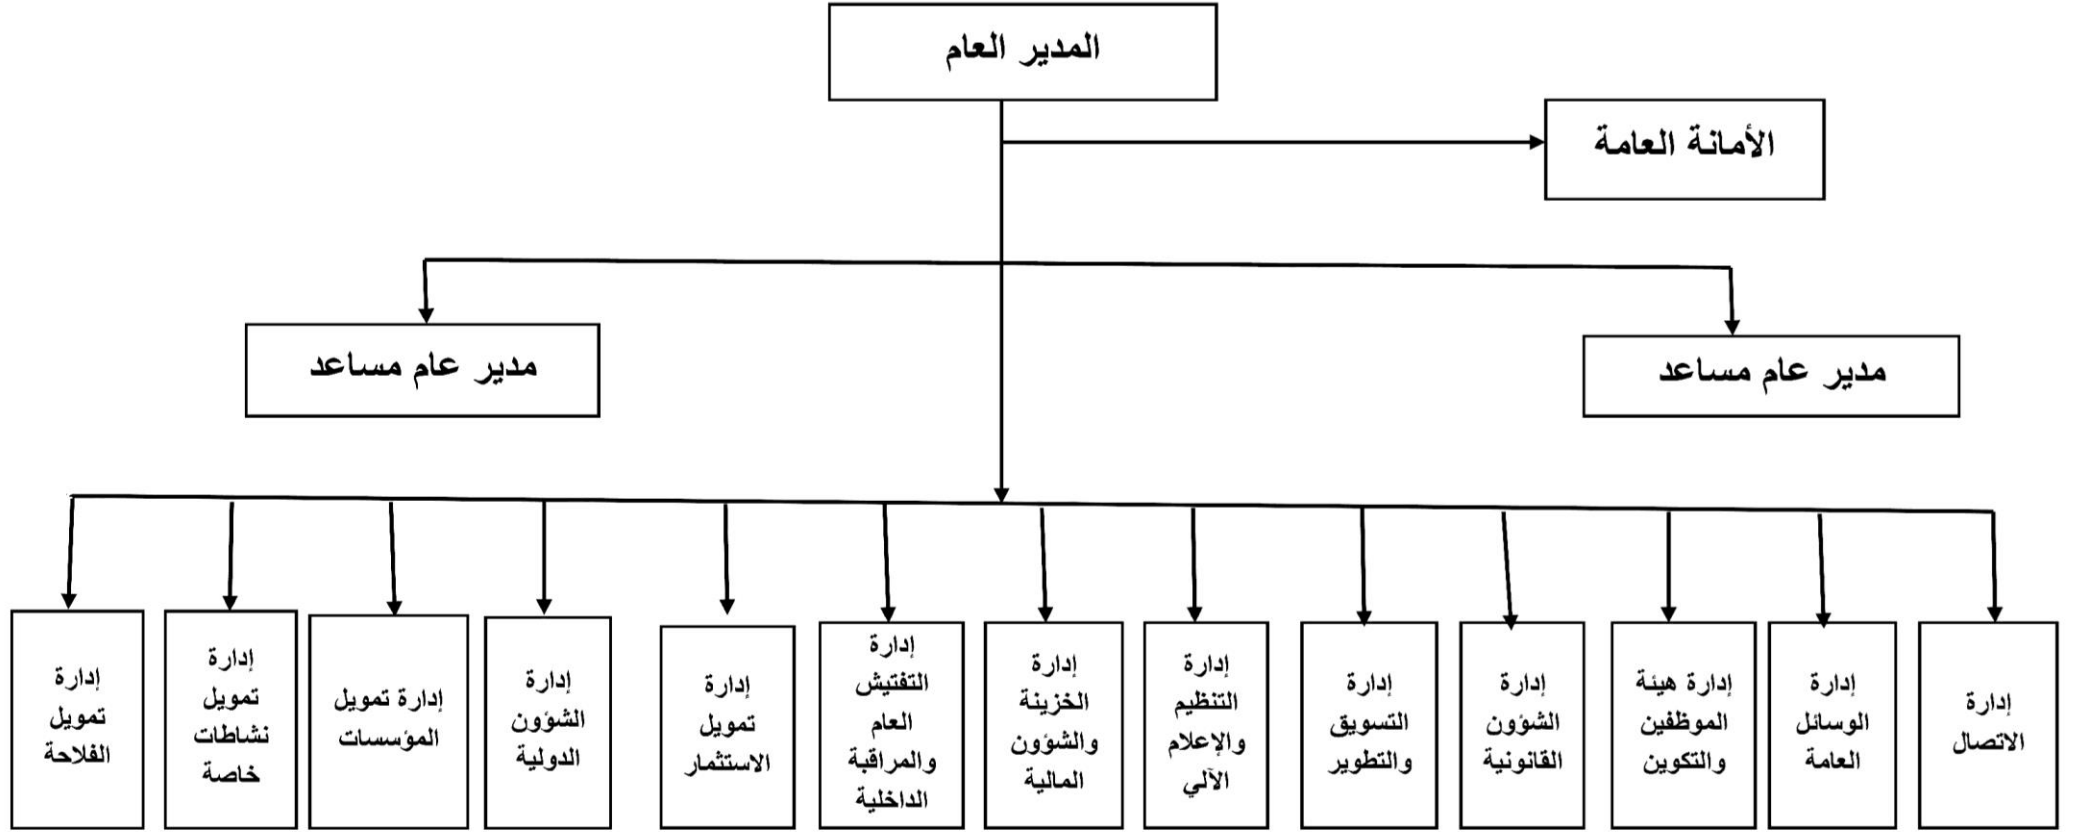 المدير العام
الأمانة العامة
مدير عام مساعد
مدير عام مساعد
إدارة
الاتصال
إدارة
الوسائل
العامة
إدارة هيئة
الموظفين
والتكوين
إدارة
الشؤون
القانونية
إدارة
التسويق
والتطوير
إدارة
التنظيم
والإعلام
الآلي
إدارة
الخزينة
والشؤون
المالية
إدارة
التفتيش
العام
والمراقبة
الداخلية
إدارة
تمويل
الاستثمار
إدارة
الشؤون
الدولية
إدارة تمويل
المؤسسات
إدارة
تمويل
نشاطات
خاصة
إدارة
تمويل
الفلاحة